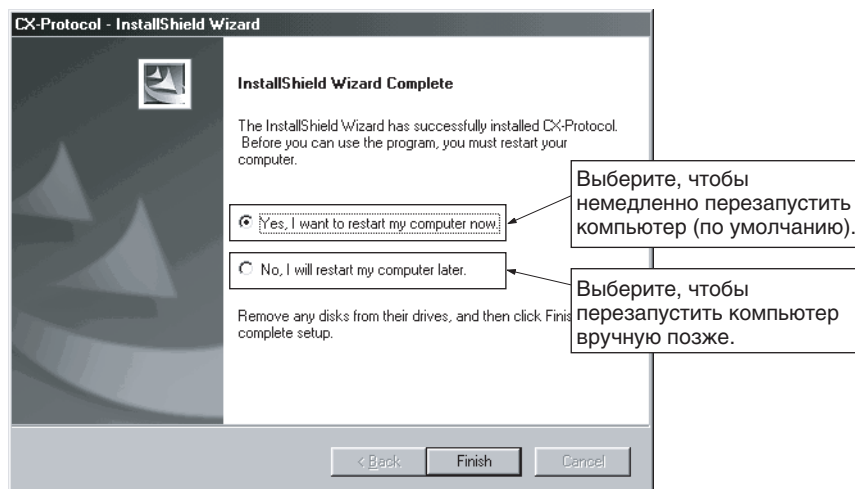 CX-Protocol - InstallShield Wizard
InstallShield Wizard Complete
The InstallShield Wizard has successfully installed CX-Protocol.
Before you can use the program, you must restart your
computer.
Yes, I want to restart my computer now.
Выберите, чтобы
немедленно перезапустить
компьютер (по умолчанию).
No, I will restart my computer later.
Выберите, чтобы
перезапустить компьютер
вручную позже.
Remove any disks from their drives, and then click Finis
complete setup.
< Back
Finish
Cancel